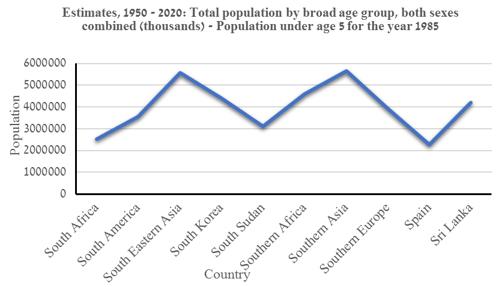 Estimates, 1950 - 2020: Total population by broad age group, both sexes
combined (thousands) - Population under age 5 for the year 1985
6000000
5000000
4000000
3000000
2000000
1000000
0
Population
South Africa
South America
South Eastern Asia
South Korea
South Sudan
Southern Africa
Southern Asia
Southern Europe
Spain
Sri Lanka
Country